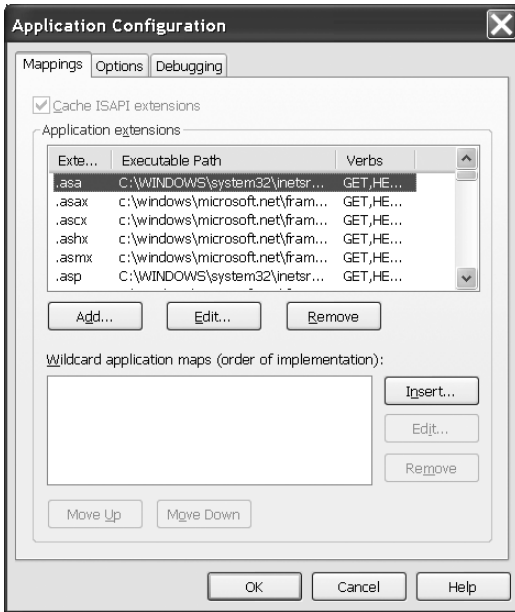 Application Configuration
Mappings Options Debugging
Cache ISAPI extensions
Application extensions
Exte... Executable Path Verbs
.asa C:\WINDOWS\system32\inetsr... GET,HE...
.asax c:\windows\microsoft.net\fram... GET,HE...
.ascx c:\windows\microsoft.net\fram... GET,HE...
.ashx c:\windows\microsoft.net\fram... GET,HE...
.asmx c:\windows\microsoft.net\fram... GET,HE...
.asp C:\WINDOWS\system32\inetsr... GET,HE...
Add... Edit... Remove
Wildcard application maps (order of implementation):
Insert...
Edit...
Remove
Move Up Move Down
OK Cancel Help